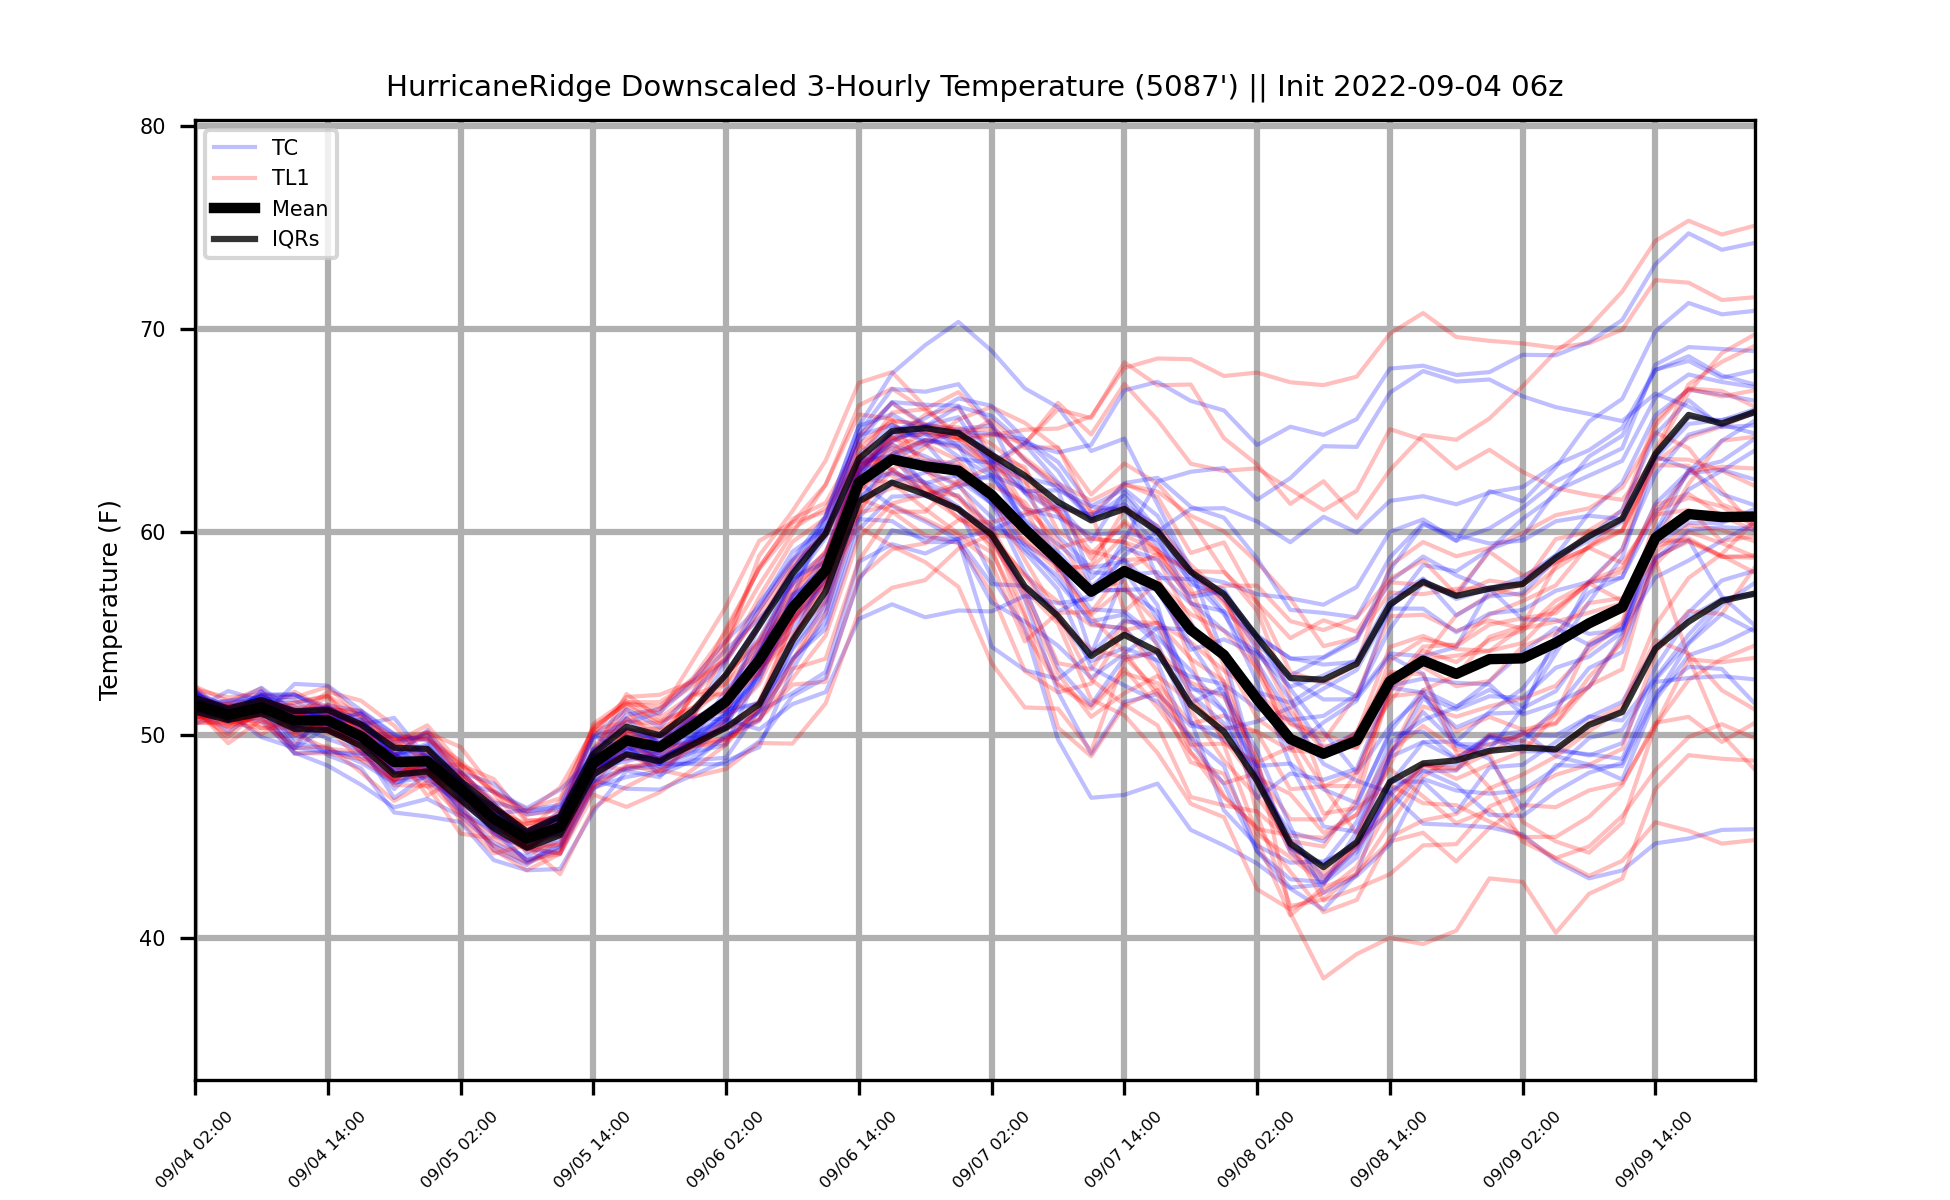 HurricaneRidge Downscaled 3-Hourly Temperature (5087') || Init 2022-09-04 06z
TC
TL1
Mean
IQRs
Temperature (F)
80
70
60
50
40
09/04 02:00
09/04 14:00
09/05 02:00
09/05 14:00
09/06 02:00
09/06 14:00
09/07 02:00
09/07 14:00
09/08 02:00
09/08 14:00
09/09 02:00
09/09 14:00